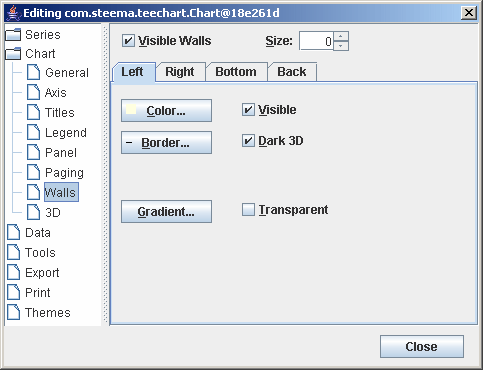 Editing com.steema.teechart.Chart@18e261d
Series
Chart
General
Axis
Titles
Legend
Panel
Paging
Walls
3D
Data
Tools
Export
Print
Themes
Visible Walls Size: 0
Left Right Bottom Back
Color... Visible
Border... Dark 3D
Gradient... Transparent
Close